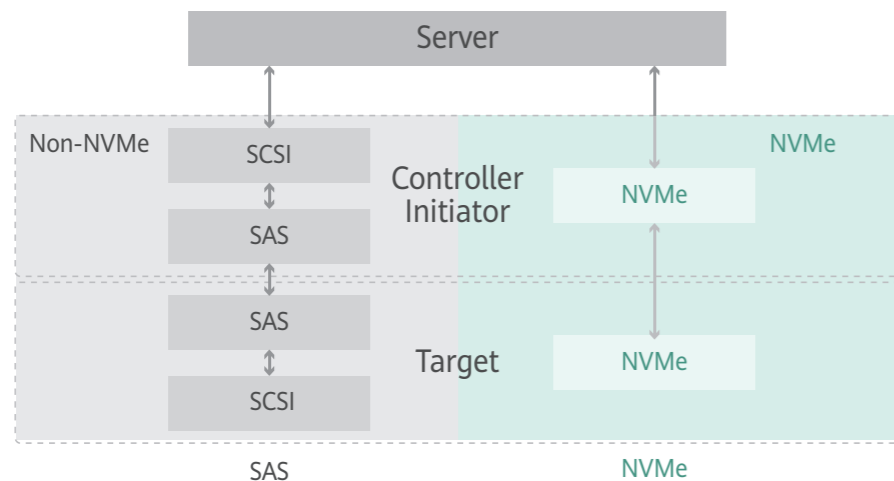 Server
Non-NVMe
NVMe
SCSI
Controller
Initiator
NVMe
SAS
SAS
Target
NVMe
SCSI
SAS
NVMe